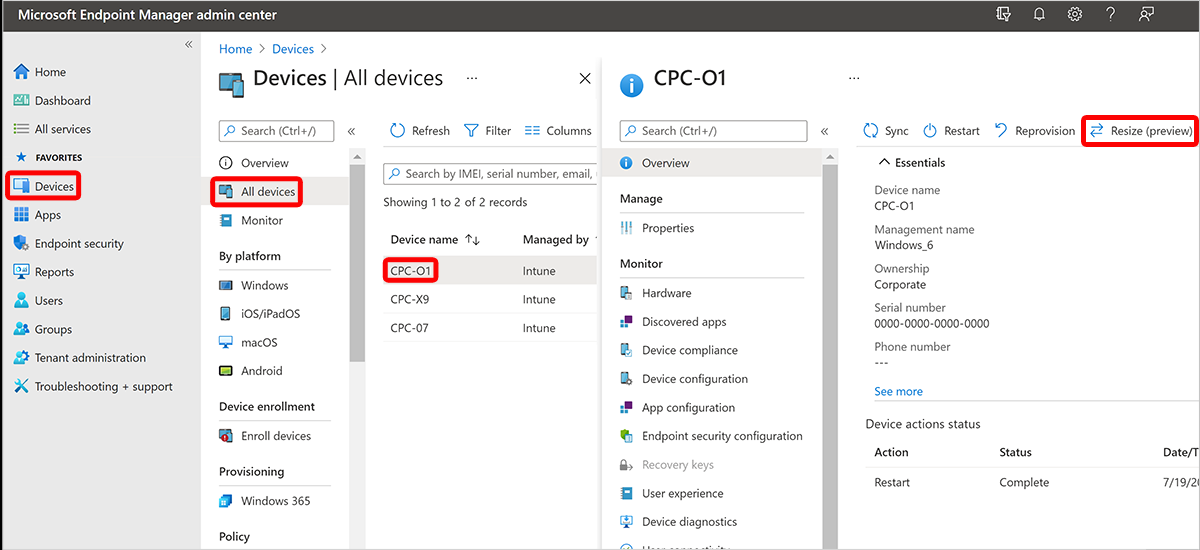 Microsoft Endpoint Manager admin center
«
Home
Dashboard
All services
FAVORITES
Devices
Apps
Endpoint security
Reports
Users
Groups
Tenant administration
Troubleshooting + support
Home > Devices >
Devices | All devices ...
Search (Ctrl+/) «
Overview
All devices
Monitor
By platform
Windows
iOS/iPadOS
macOS
Android
Device enrollment
Enroll devices
Provisioning
Windows 365
Policy
Refresh Filter Columns
Search by IMEI, serial number, email,
Showing 1 to 2 of 2 records
Device name ↑↓ Managed by
CPC-O1 Intune
CPC-X9 Intune
CPC-07 Intune
CPC-O1 ...
Search (Ctrl+/) «
Overview
Manage
Properties
Monitor
Hardware
Discovered apps
Device compliance
Device configuration
App configuration
Endpoint security configuration
Recovery keys
User experience
Device diagnostics
Sync Restart Reprovision Resize (preview)
Essentials
Device name
CPC-O1
Management name
Windows_6
Ownership
Corporate
Serial number
0000-0000-0000-0000
Phone number
---
See more
Device actions status
Action Status Date/T
Restart Complete 7/19/20